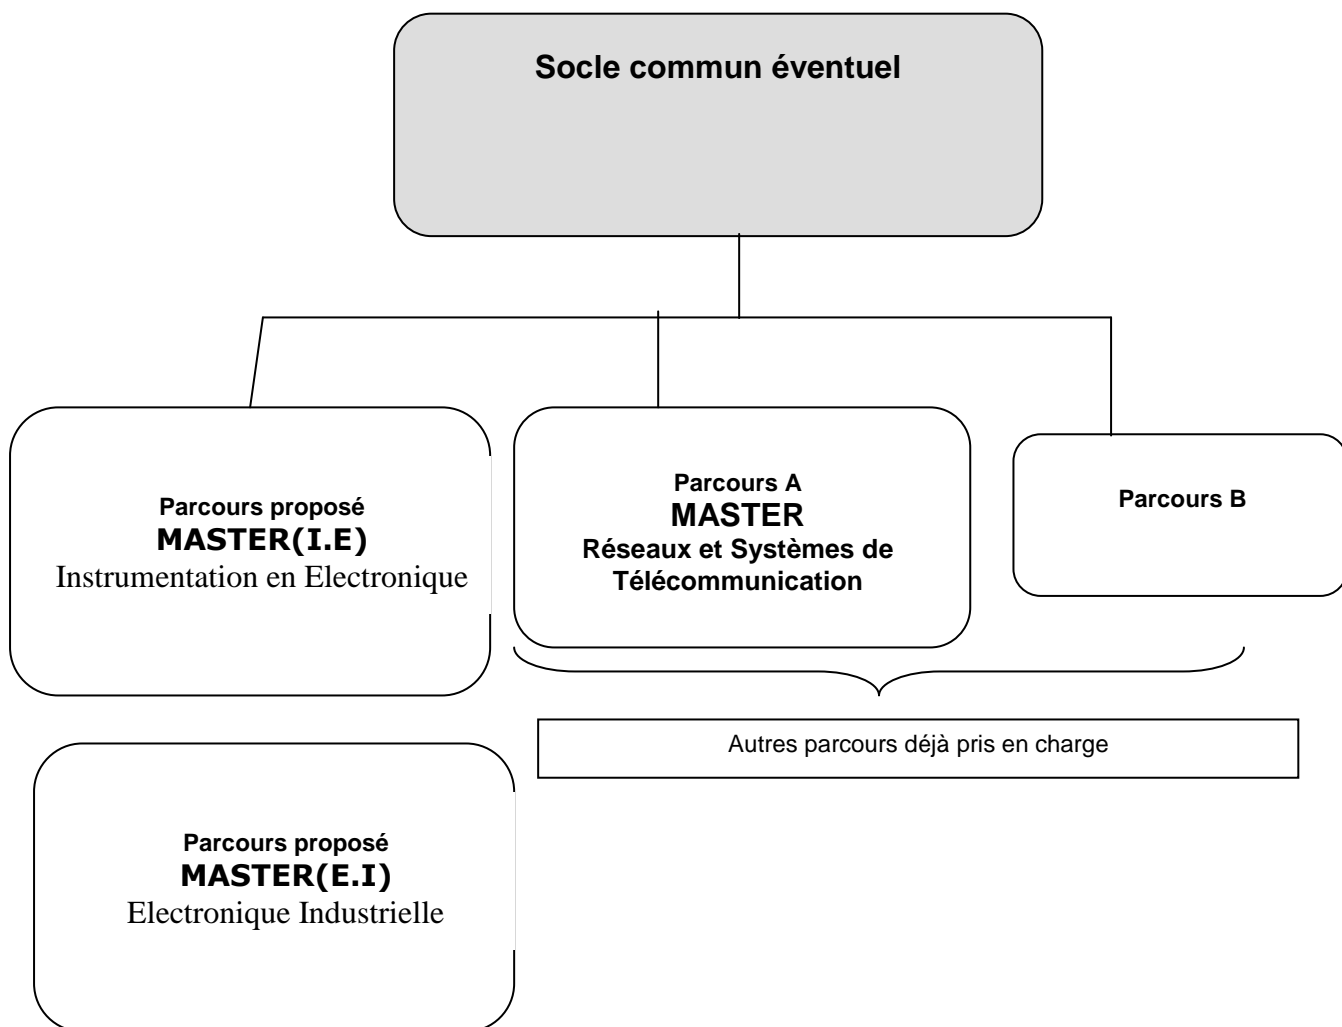 Socle commun éventuel
Parcours proposé
MASTER(I.E)
Instrumentation en Electronique
Parcours A
MASTER
Réseaux et Systèmes de
Télécommunication
Parcours B
Autres parcours déjà pris en charge
Parcours proposé
MASTER(E.I)
Electronique Industrielle